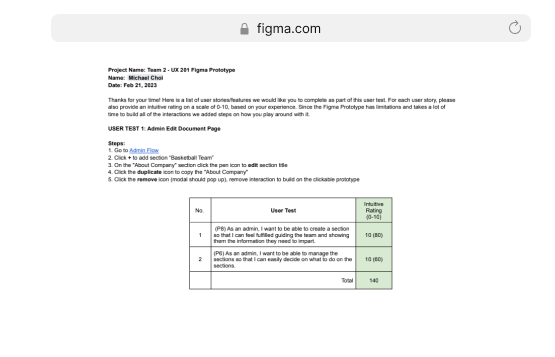 figma.com
Project Name: Team 2 - UX 201 Figma Prototype
Name: Michael Choi
Date: Feb 21, 2023
Thanks for your time! Here is a list of user stories/features we would like you to complete as part of this user test. For each user story, please
also provide an intuitive rating on a scale of 0-10, based on your experience. Since the Figma Prototype has limitations and takes a lot of
time to build all of the interactions we added steps on how you play around with it.
USER TEST 1: Admin Edit Document Page
Steps:
1. Go to Admin Flow
2. Click + to add section "Basketball Team"
3. On the "About Company" section click the pen icon to edit section title
4. Click the duplicate icon to copy the "About Company"
5. Click the remove icon (modal should pop up), remove interaction to build on the clickable prototype
No.
User Test
Intuitive
Rating
(0-10)
1
(P8) As an admin, I want to be able to create a section
so that I can feel fulfilled guiding the team and showing
them the information they need to impart.
10 (80)
2
(P6) As an admin, I want to be able to manage the
sections so that I can easily decide on what to do on the
sections.
10 (60)
Total
140